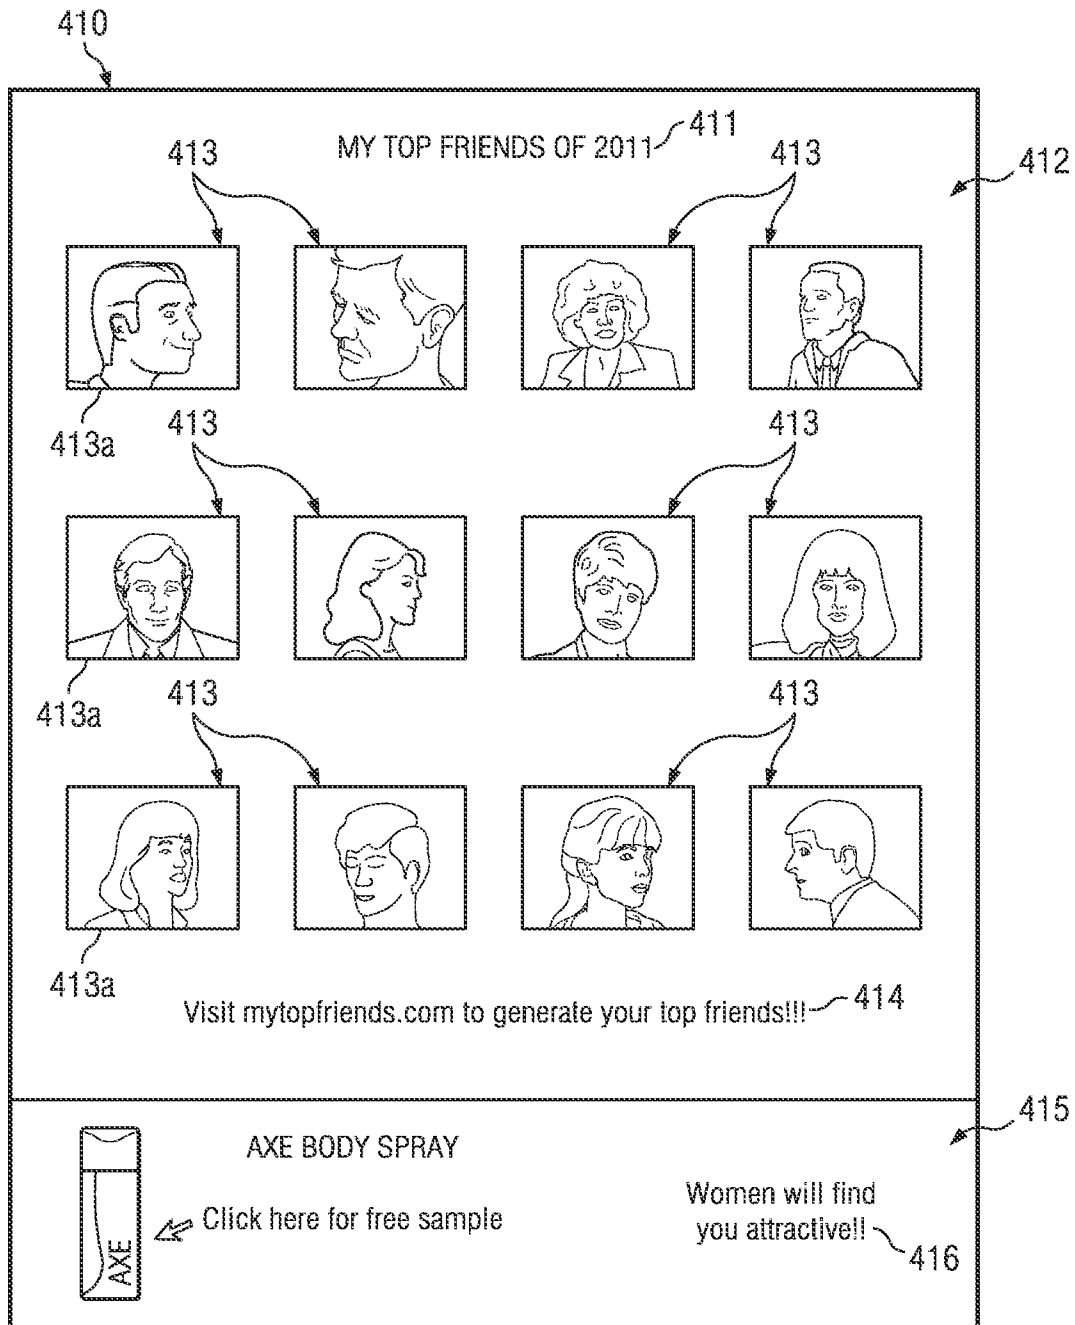 410
MY TOP FRIENDS OF 2011
411
413
413
412
413a
413
413
413a
413
413
413a
Visit mytopfriends.com to generate your top friends!!!
414
415
AXE BODY SPRAY
Click here for free sample
AXE
Women will find
you attractive!!
416